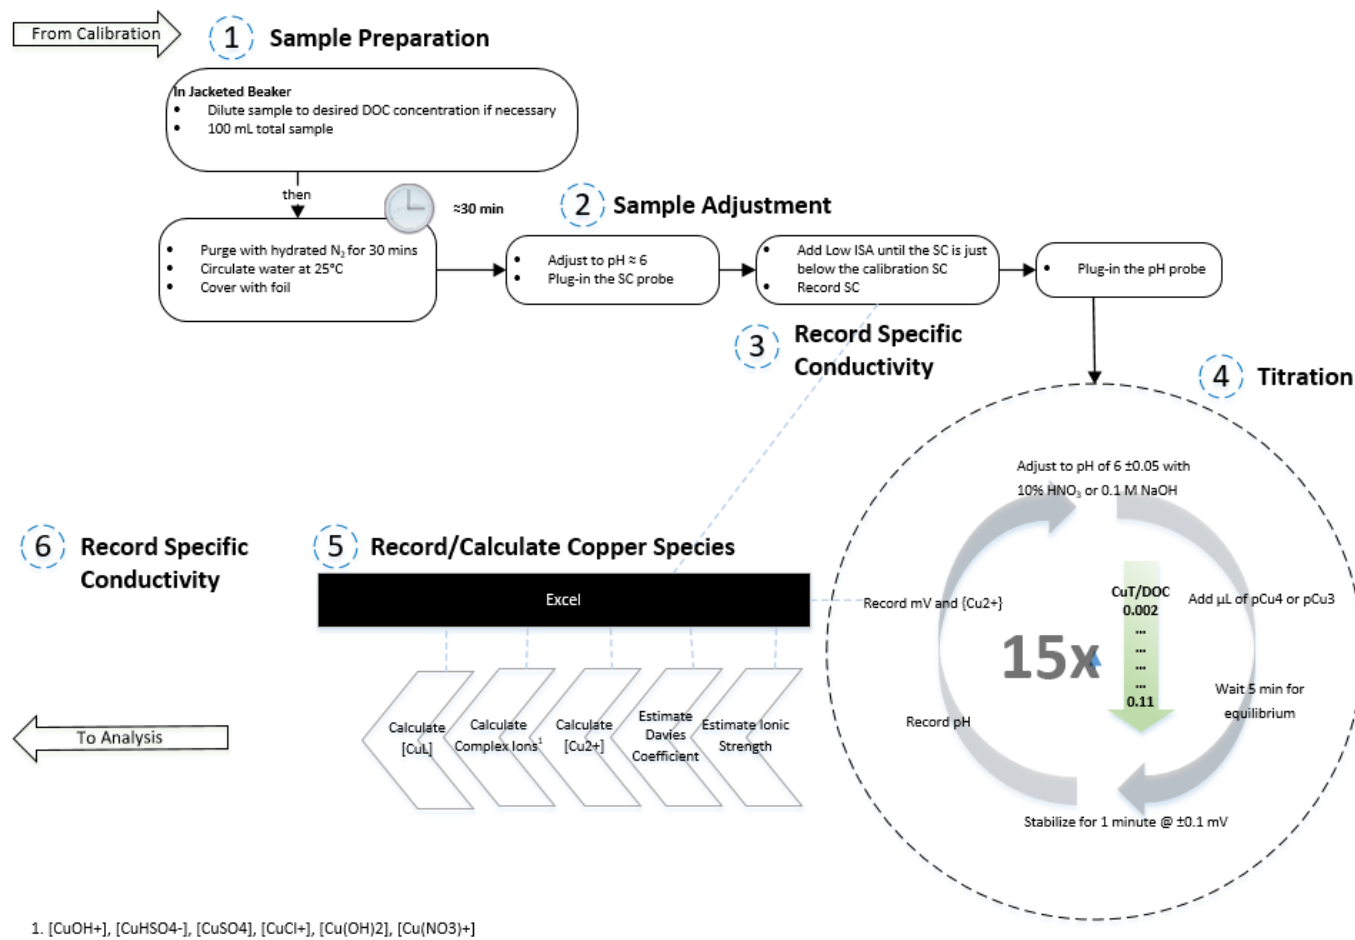 From Calibration
1 Sample Preparation
In Jacketed Beaker
• Dilute sample to desired DOC concentration if necessary
• 100 mL total sample
then
≈30 min
• Purge with hydrated N₂ for 30 mins
• Circulate water at 25°C
• Cover with foil
2 Sample Adjustment
• Adjust to pH ≈ 6
• Plug-in the SC probe
• Add Low ISA until the SC is just
below the calibration SC
• Record SC
• Plug-in the pH probe
3 Record Specific
Conductivity
4 Titration
Adjust to pH of 6 ±0.05 with
10% HNO₃ or 0.1 M NaOH
Add µL of pCu4 or pCu3
Wait 5 min for
equilibrium
Stabilize for 1 minute @ ±0.1 mV
Record pH
Record mV and {Cu2+}
15x
CuT/DOC
0.002
...
...
...
...
0.11
5 Record/Calculate Copper Species
Excel
Calculate
[CuL]
Calculate
Complex Ions¹
Calculate
[Cu2+]
Estimate
Davies
Coefficient
Estimate Ionic
Strength
6 Record Specific
Conductivity
To Analysis
1. [CuOH+], [CuHSO4-], [CuSO4], [CuCl+], [Cu(OH)2], [Cu(NO3)+]